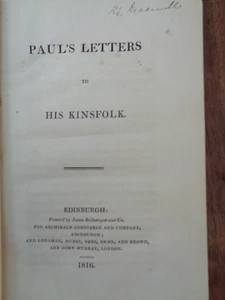 PAUL'S LETTERS
TO
HIS KINSFOLK.
EDINBURGH:
Printed by James Ballantyne and Co.
FOR ARCHIBALD CONSTABLE AND COMPANY,
EDINBURGH;
AND LONGMAN, HURST, REES, ORME, AND BROWN,
AND JOHN MURRAY, LONDON.
1816.